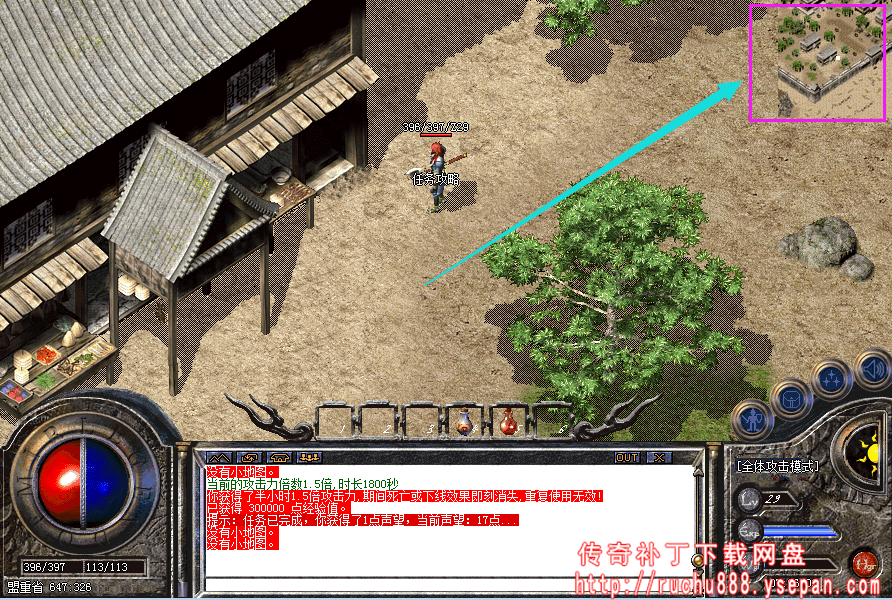 396/397/Z29
任务攻略
1
2
3
OUT
没有小地图。
当前的攻击力倍数1.5倍,时长1800秒
你获得了半小时1.5倍攻击力,期间死亡或下线效果即刻消失,重复使用无效!
已获得 300000 点经验值。
提示：任务已完成，你获得了1点声望，当前声望：17点...
没有小地图。
没有小地图。
[全体攻击模式]
Lv
29
Exp
396/397
113/113
盟重省 647:326
传奇补丁下载网盘
http://ruchu888.ysepan.com